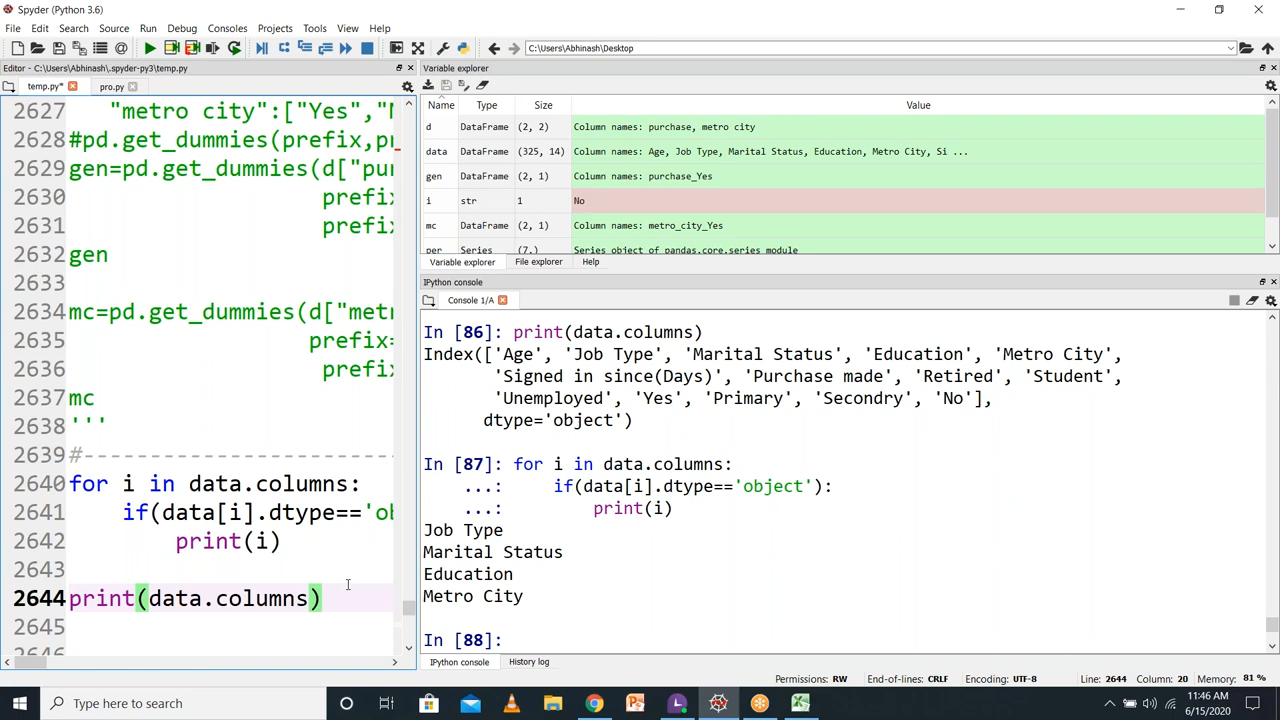 Spyder (Python 3.6)
File Edit Search Source Run Debug Consoles Projects Tools View Help
C:\Users\Abhinash\Desktop
Editor - C:\Users\Abhinash\.spyder-py3\temp.py
temp.py* pro.py
2627 "metro city":["Yes","
2628 #pd.get_dummies(prefix,pr
2629 gen=pd.get_dummies(d["pu
2630 prefix
2631 prefix
2632 gen
2633
2634 mc=pd.get_dummies(d["met
2635 prefix=
2636 prefix
2637 mc
2638 '''
2639 #------------------------
2640 for i in data.columns:
2641 if(data[i].dtype=='ob
2642 print(i)
2643
2644 print(data.columns)
2645
2646
Variable explorer
Name Type Size Value
d DataFrame (2, 2) Column names: purchase, metro city
data DataFrame (325, 14) Column names: Age, Job Type, Marital Status, Education, Metro City, Si ...
gen DataFrame (2, 1) Column names: purchase_Yes
i str 1 No
mc DataFrame (2, 1) Column names: metro_city_Yes
per Series (7,) Series object of pandas.core.series module
Variable explorer File explorer Help
IPython console
Console 1/A
In [86]: print(data.columns)
Index(['Age', 'Job Type', 'Marital Status', 'Education', 'Metro City',
'Signed in since(Days)', 'Purchase made', 'Retired', 'Student',
'Unemployed', 'Yes', 'Primary', 'Secondry', 'No'],
dtype='object')
In [87]: for i in data.columns:
...: if(data[i].dtype=='object'):
...: print(i)
Job Type
Marital Status
Education
Metro City
In [88]:
IPython console History log
Permissions: RW End-of-lines: CRLF Encoding: UTF-8 Line: 2644 Column: 20 Memory: 81 %
Type here to search
11:46 AM
6/15/2020